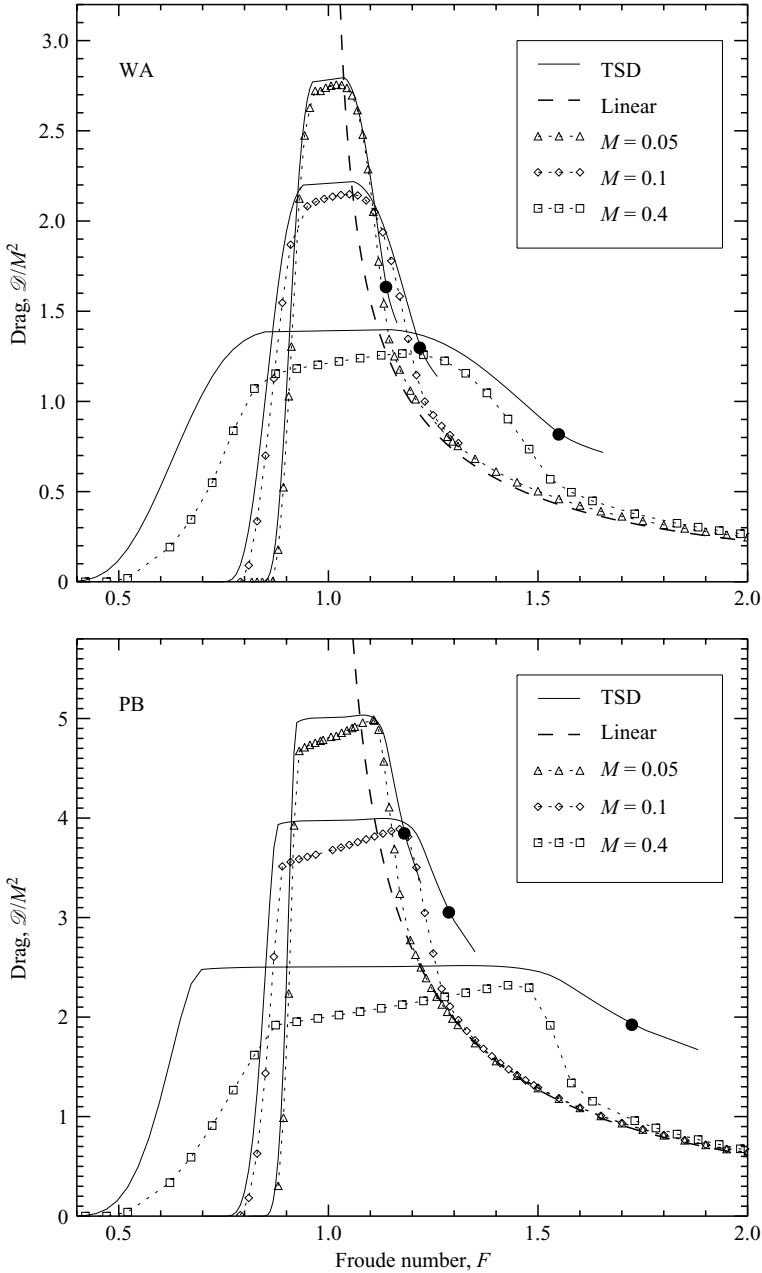 3.0
2.5
2.0
1.5
1.0
0.5
0
Drag, 𝒟/M²
WA
TSD
Linear
M = 0.05
M = 0.1
M = 0.4
0.5 1.0 1.5 2.0
5
4
3
2
1
0
Drag, 𝒟/M²
PB
TSD
Linear
M = 0.05
M = 0.1
M = 0.4
0.5 1.0 1.5 2.0
Froude number, F